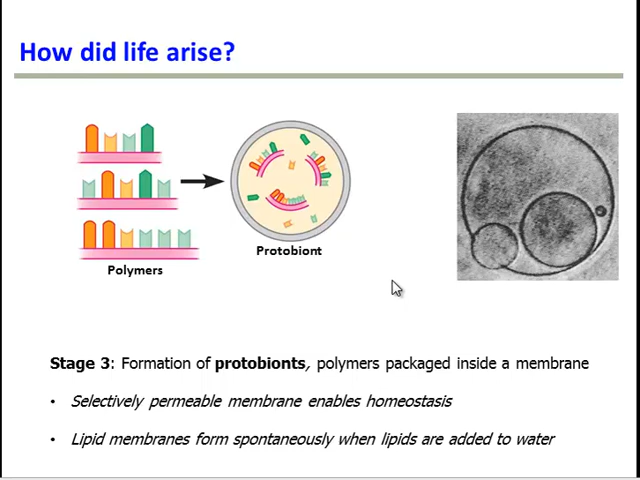 How did life arise?
Polymers
Protobiont
Stage 3: Formation of protobionts, polymers packaged inside a membrane
• Selectively permeable membrane enables homeostasis
• Lipid membranes form spontaneously when lipids are added to water